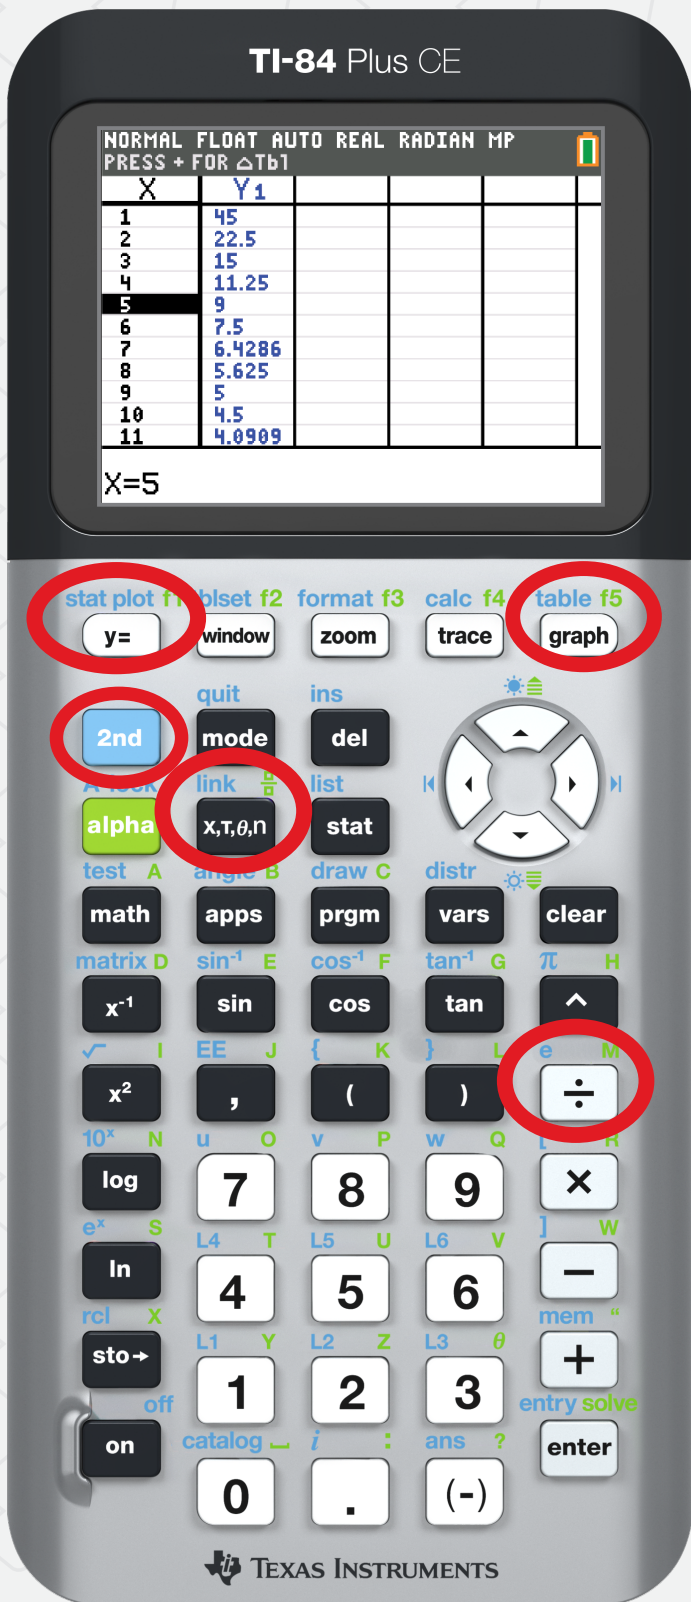 TI-84 Plus CE
NORMAL FLOAT AUTO REAL RADIAN MP
PRESS + FOR △Tbl
X Y1
1 45
2 22.5
3 15
4 11.25
5 9
6 7.5
7 6.4286
8 5.625
9 5
10 4.5
11 4.0909
X=5
stat plot f1 tblset f2 format f3 calc f4 table f5
y= window zoom trace graph
quit ins
2nd mode del
A-lock link list
alpha x,T,θ,n stat
test A angle B draw C distr
math apps prgm vars clear
matrix D sin⁻¹ E cos⁻¹ F tan⁻¹ G π H
x⁻¹ sin cos tan ^
√ I EE J { K } L e M
x² , ( ) ÷
10ˣ N u O v P w Q [ R
log 7 8 9 ×
eˣ S L4 T L5 U L6 V ] W
ln 4 5 6 −
rcl X L1 Y L2 Z L3 θ mem "
sto→ 1 2 3 +
off catalog ⎵ i : ans ? entry solve
on 0 . (-) enter
TEXAS INSTRUMENTS